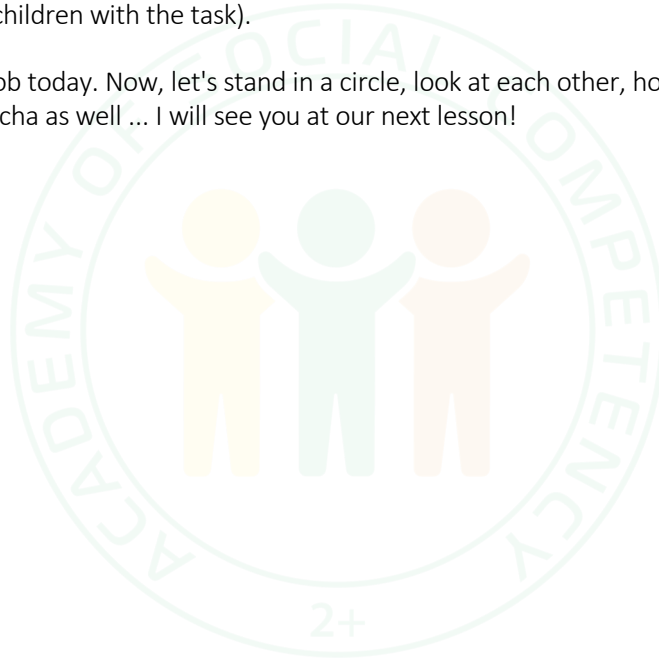 children with the task).
ob today. Now, let's stand in a circle, look at each other, ho
cha as well ... I will see you at our next lesson!
ACADEMY OF SOCIAL COMPETENCY
2+